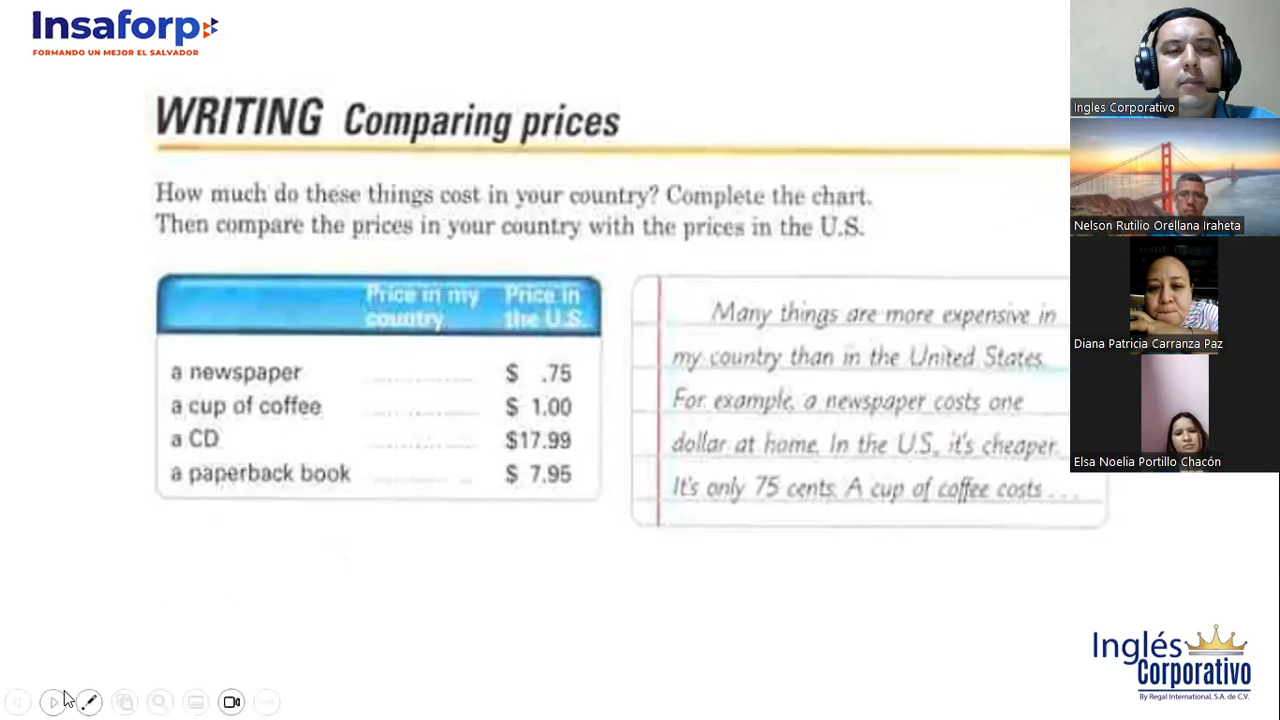 Insaforp
FORMANDO UN MEJOR EL SALVADOR
WRITING Comparing prices
How much do these things cost in your country? Complete the chart.
Then compare the prices in your country with the prices in the U.S.
Price in my country Price in the U.S.
a newspaper ............ $ .75
a cup of coffee ............ $ 1.00
a CD ............ $17.99
a paperback book ............ $ 7.95
Many things are more expensive in
my country than in the United States.
For example, a newspaper costs one
dollar at home. In the U.S., it's cheaper.
It's only 75 cents. A cup of coffee costs . . .
Ingles Corporativo
Nelson Rutilio Orellana Iraheta
Diana Patricia Carranza Paz
Elsa Noelia Portillo Chacón
Inglés
Corporativo
By Regal International, S.A. de C.V.